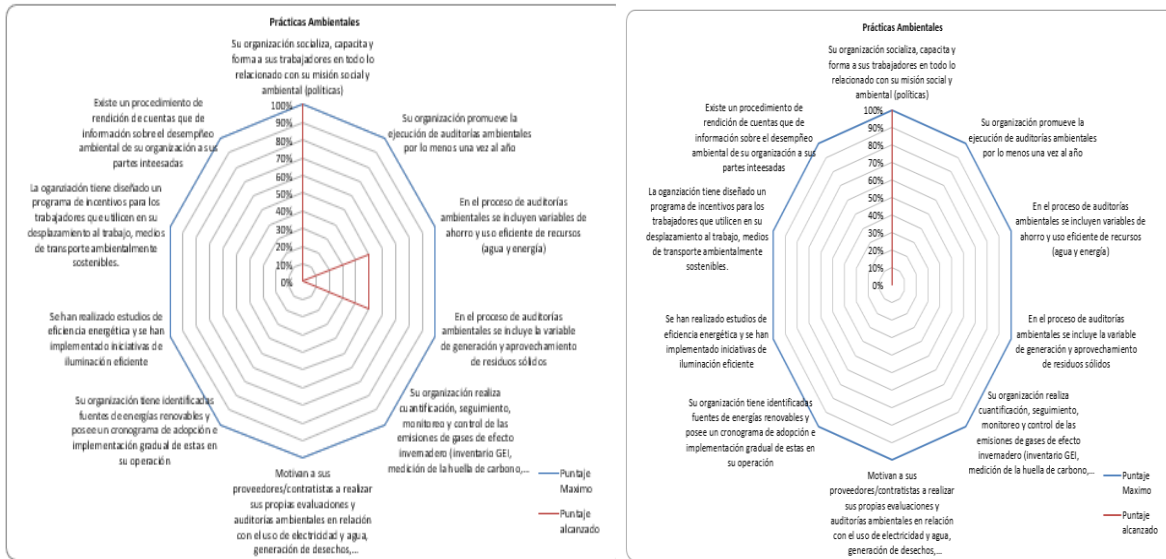 Prácticas Ambientales
Su organización socializa, capacita y
forma a sus trabajadores en todo lo
relacionado con su misión social y
ambiental (políticas)
Su organización promueve la
ejecución de auditorías ambientales
por lo menos una vez al año
En el proceso de auditorías
ambientales se incluyen variables de
ahorro y uso eficiente de recursos
(agua y energía)
En el proceso de auditorías
ambientales se incluye la variable
de generación y aprovechamiento
de residuos sólidos
Su organización realiza
cuantificación, seguimiento,
monitoreo y control de las
emisiones de gases de efecto
invernadero (inventario GEI,
medición de la huella de carbono,...
Motivan a sus
proveedores/contratistas a realizar
sus propias evaluaciones y
auditorías ambientales en relación
con el uso de electricidad y agua,
generación de desechos,...
Su organización tiene identificadas
fuentes de energías renovables y
posee un cronograma de adopción e
implementación gradual de estas en
su operación
Se han realizado estudios de
eficiencia energética y se han
implementado iniciativas de
iluminación eficiente
La oganziación tiene diseñado un
programa de incentivos para los
trabajadores que utilicen en su
desplazamiento al trabajo, medios
de transporte ambientalmente
sostenibles.
Existe un procedimiento de
rendición de cuentas que de
información sobre el desempñeo
ambiental de su organización a sus
partes inteesadas
100%
90%
80%
70%
60%
50%
40%
30%
20%
10%
0%
Puntaje
Maximo
Puntaje
alcanzado
Prácticas Ambientales
Su organización socializa, capacita y
forma a sus trabajadores en todo lo
relacionado con su misión social y
ambiental (políticas)
Su organización promueve la
ejecución de auditorías ambientales
por lo menos una vez al año
En el proceso de auditorías
ambientales se incluyen variables de
ahorro y uso eficiente de recursos
(agua y energía)
En el proceso de auditorías
ambientales se incluye la variable
de generación y aprovechamiento
de residuos sólidos
Su organización realiza
cuantificación, seguimiento,
monitoreo y control de las
emisiones de gases de efecto
invernadero (inventario GEI,
medición de la huella de carbono,...
Motivan a sus
proveedores/contratistas a realizar
sus propias evaluaciones y
auditorías ambientales en relación
con el uso de electricidad y agua,
generación de desechos,...
Su organización tiene identificadas
fuentes de energías renovables y
posee un cronograma de adopción e
implementación gradual de estas en
su operación
Se han realizado estudios de
eficiencia energética y se han
implementado iniciativas de
iluminación eficiente
La oganziación tiene diseñado un
programa de incentivos para los
trabajadores que utilicen en su
desplazamiento al trabajo, medios
de transporte ambientalmente
sostenibles.
Existe un procedimiento de
rendición de cuentas que de
información sobre el desempñeo
ambiental de su organización a sus
partes inteesadas
100%
90%
80%
70%
60%
50%
40%
30%
20%
10%
0%
Puntaje
Maximo
Puntaje
alcanzado